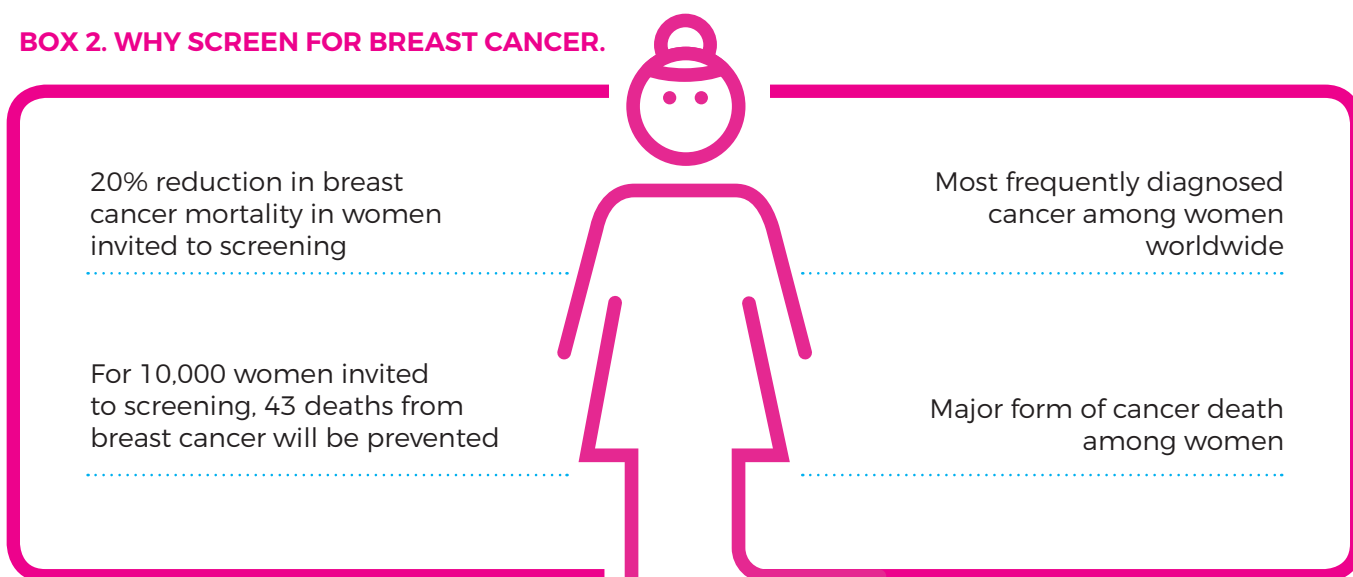 BOX 2. WHY SCREEN FOR BREAST CANCER.
20% reduction in breast
cancer mortality in women
invited to screening
For 10,000 women invited
to screening, 43 deaths from
breast cancer will be prevented
Most frequently diagnosed
cancer among women
worldwide
Major form of cancer death
among women